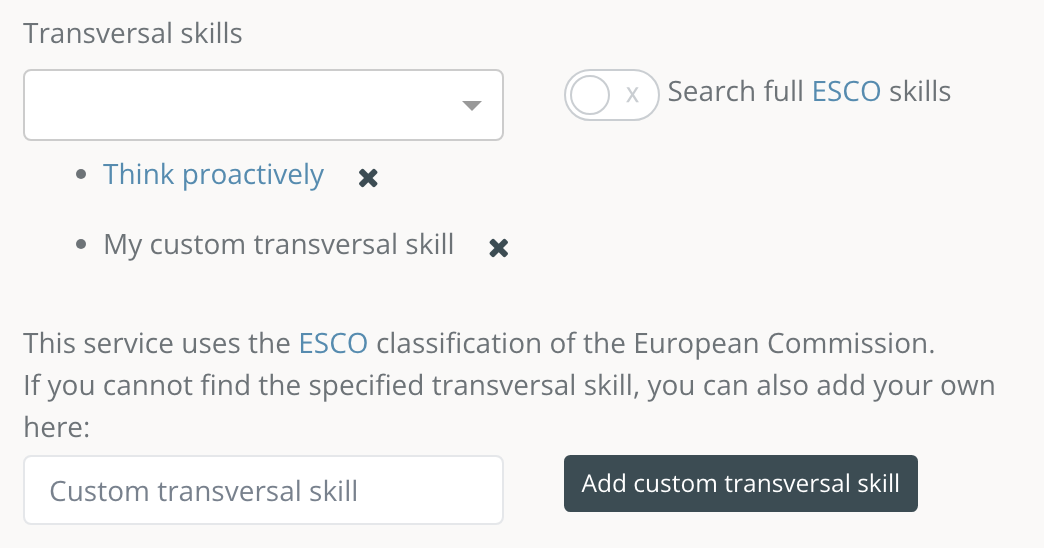 Transversal skills
X Search full ESCO skills
Think proactively
My custom transversal skill
This service uses the ESCO classification of the European Commission.
If you cannot find the specified transversal skill, you can also add your own
here:
Custom transversal skill
Add custom transversal skill